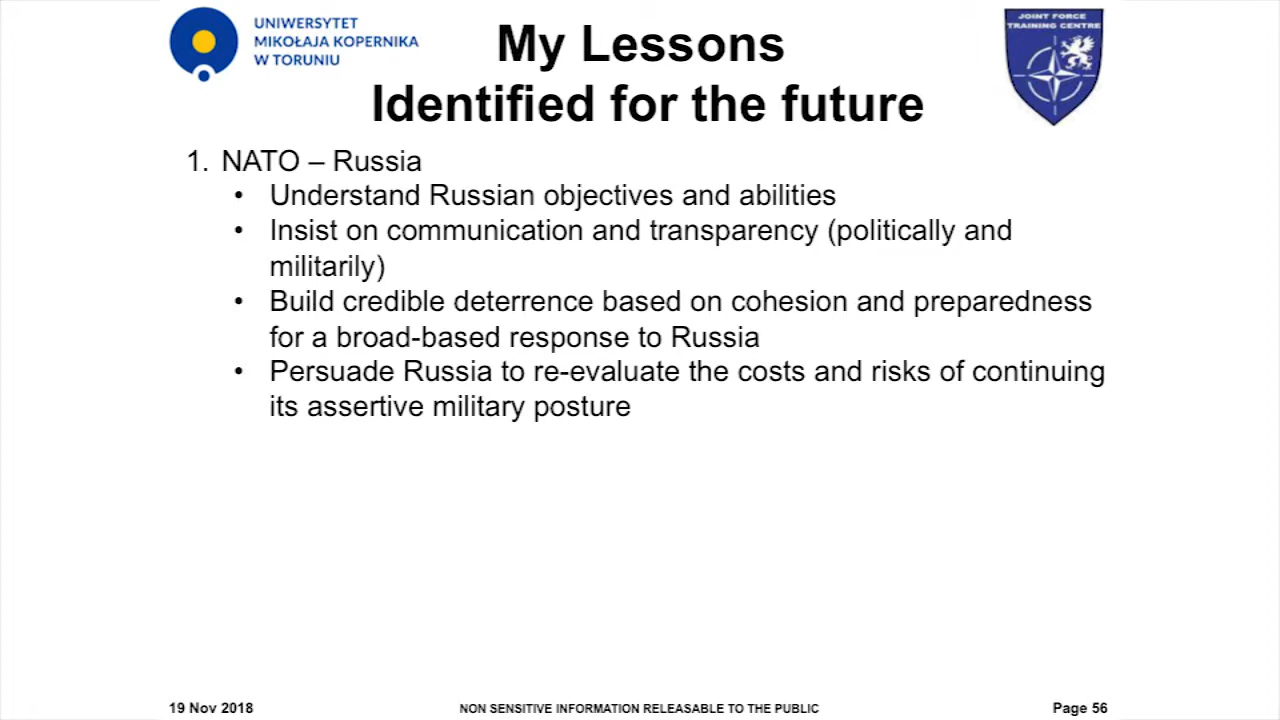 UNIWERSYTET
MIKOŁAJA KOPERNIKA
W TORUNIU
My Lessons
Identified for the future
JOINT FORCE
TRAINING CENTRE
1. NATO – Russia
• Understand Russian objectives and abilities
• Insist on communication and transparency (politically and
militarily)
• Build credible deterrence based on cohesion and preparedness
for a broad-based response to Russia
• Persuade Russia to re-evaluate the costs and risks of continuing
its assertive military posture
19 Nov 2018
NON SENSITIVE INFORMATION RELEASABLE TO THE PUBLIC
Page 56